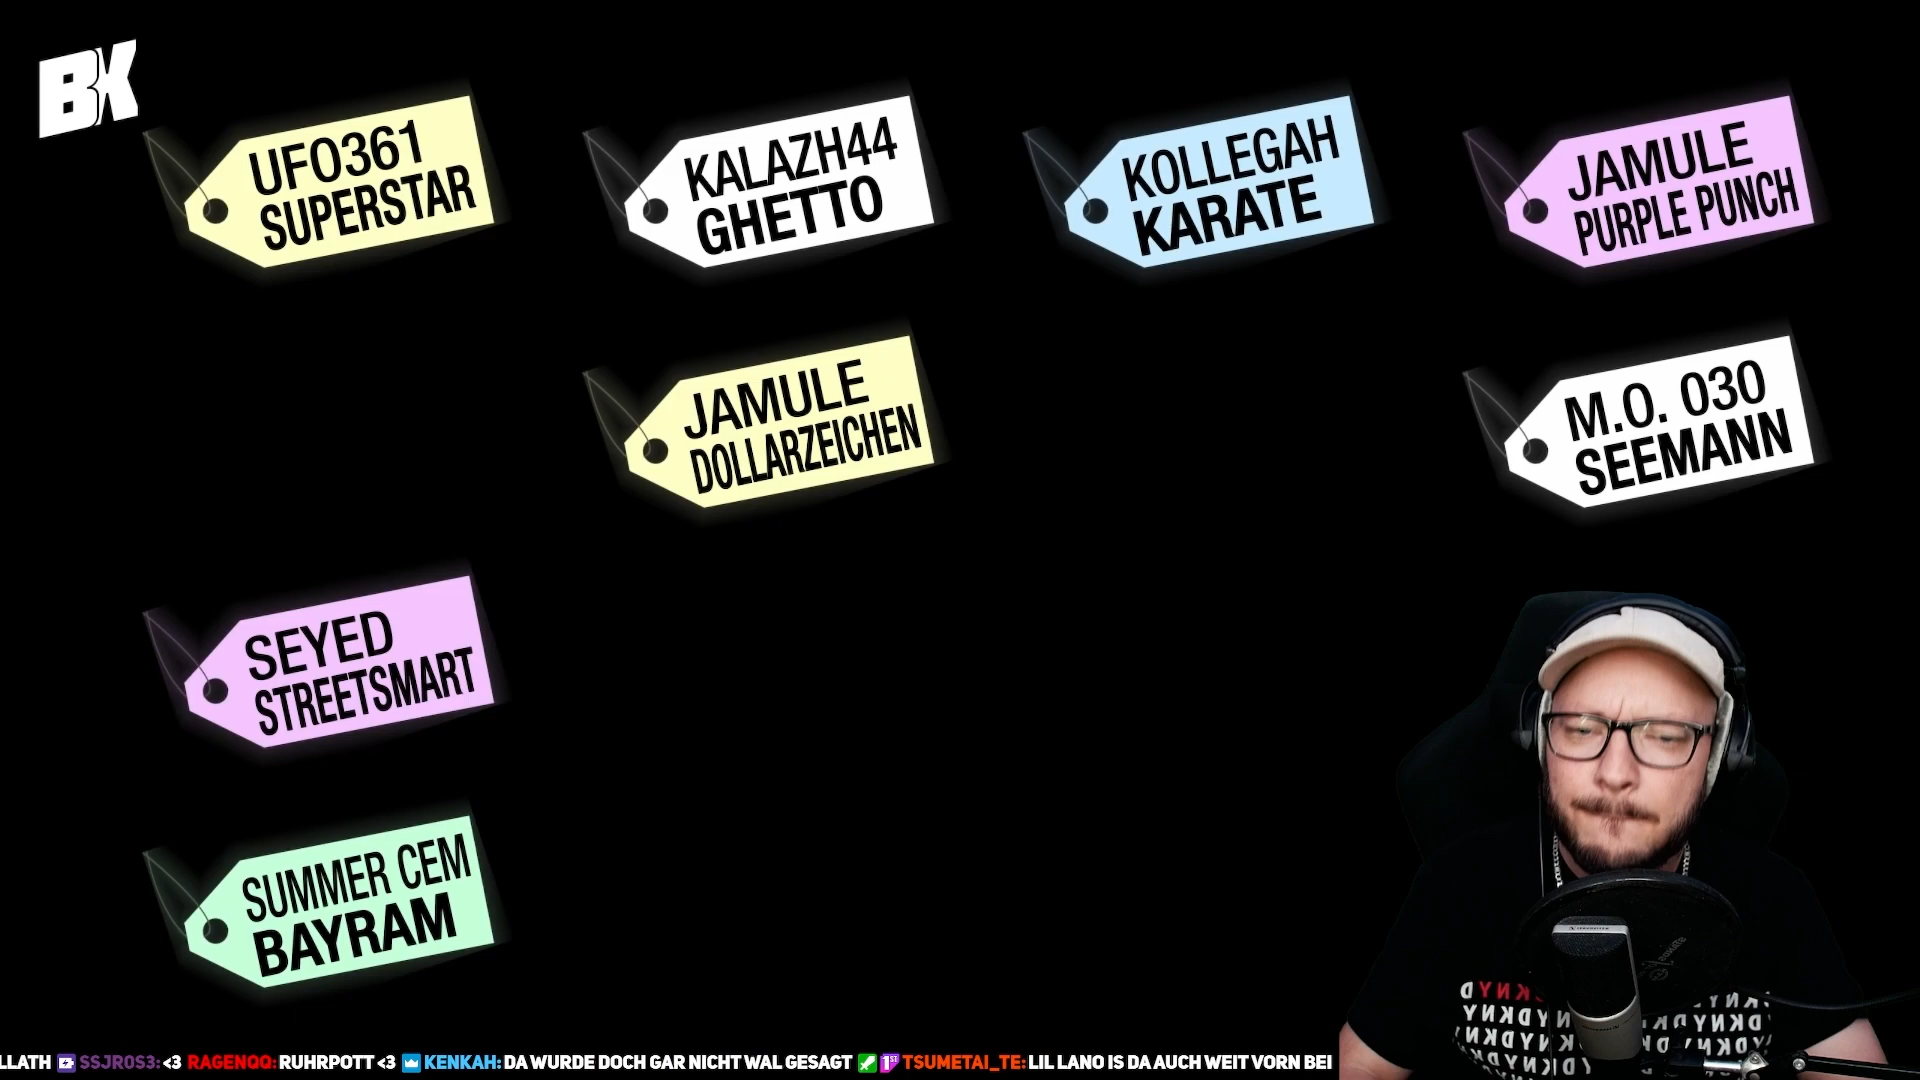 BK
UFO361
SUPERSTAR
KALAZH44
GHETTO
KOLLEGAH
KARATE
JAMULE
PURPLE PUNCH
JAMULE
DOLLARZEICHEN
M.O. 030
SEEMANN
SEYED
STREETSMART
SUMMER CEM
BAYRAM
LLATH SSJR0S3: <3 RAGENQQ: RUHRPOTT <3 KENKAH: DA WURDE DOCH GAR NICHT WAL GESAGT 1ST TSUMETAI_TE: LIL LANO IS DA AUCH WEIT VORN BEI